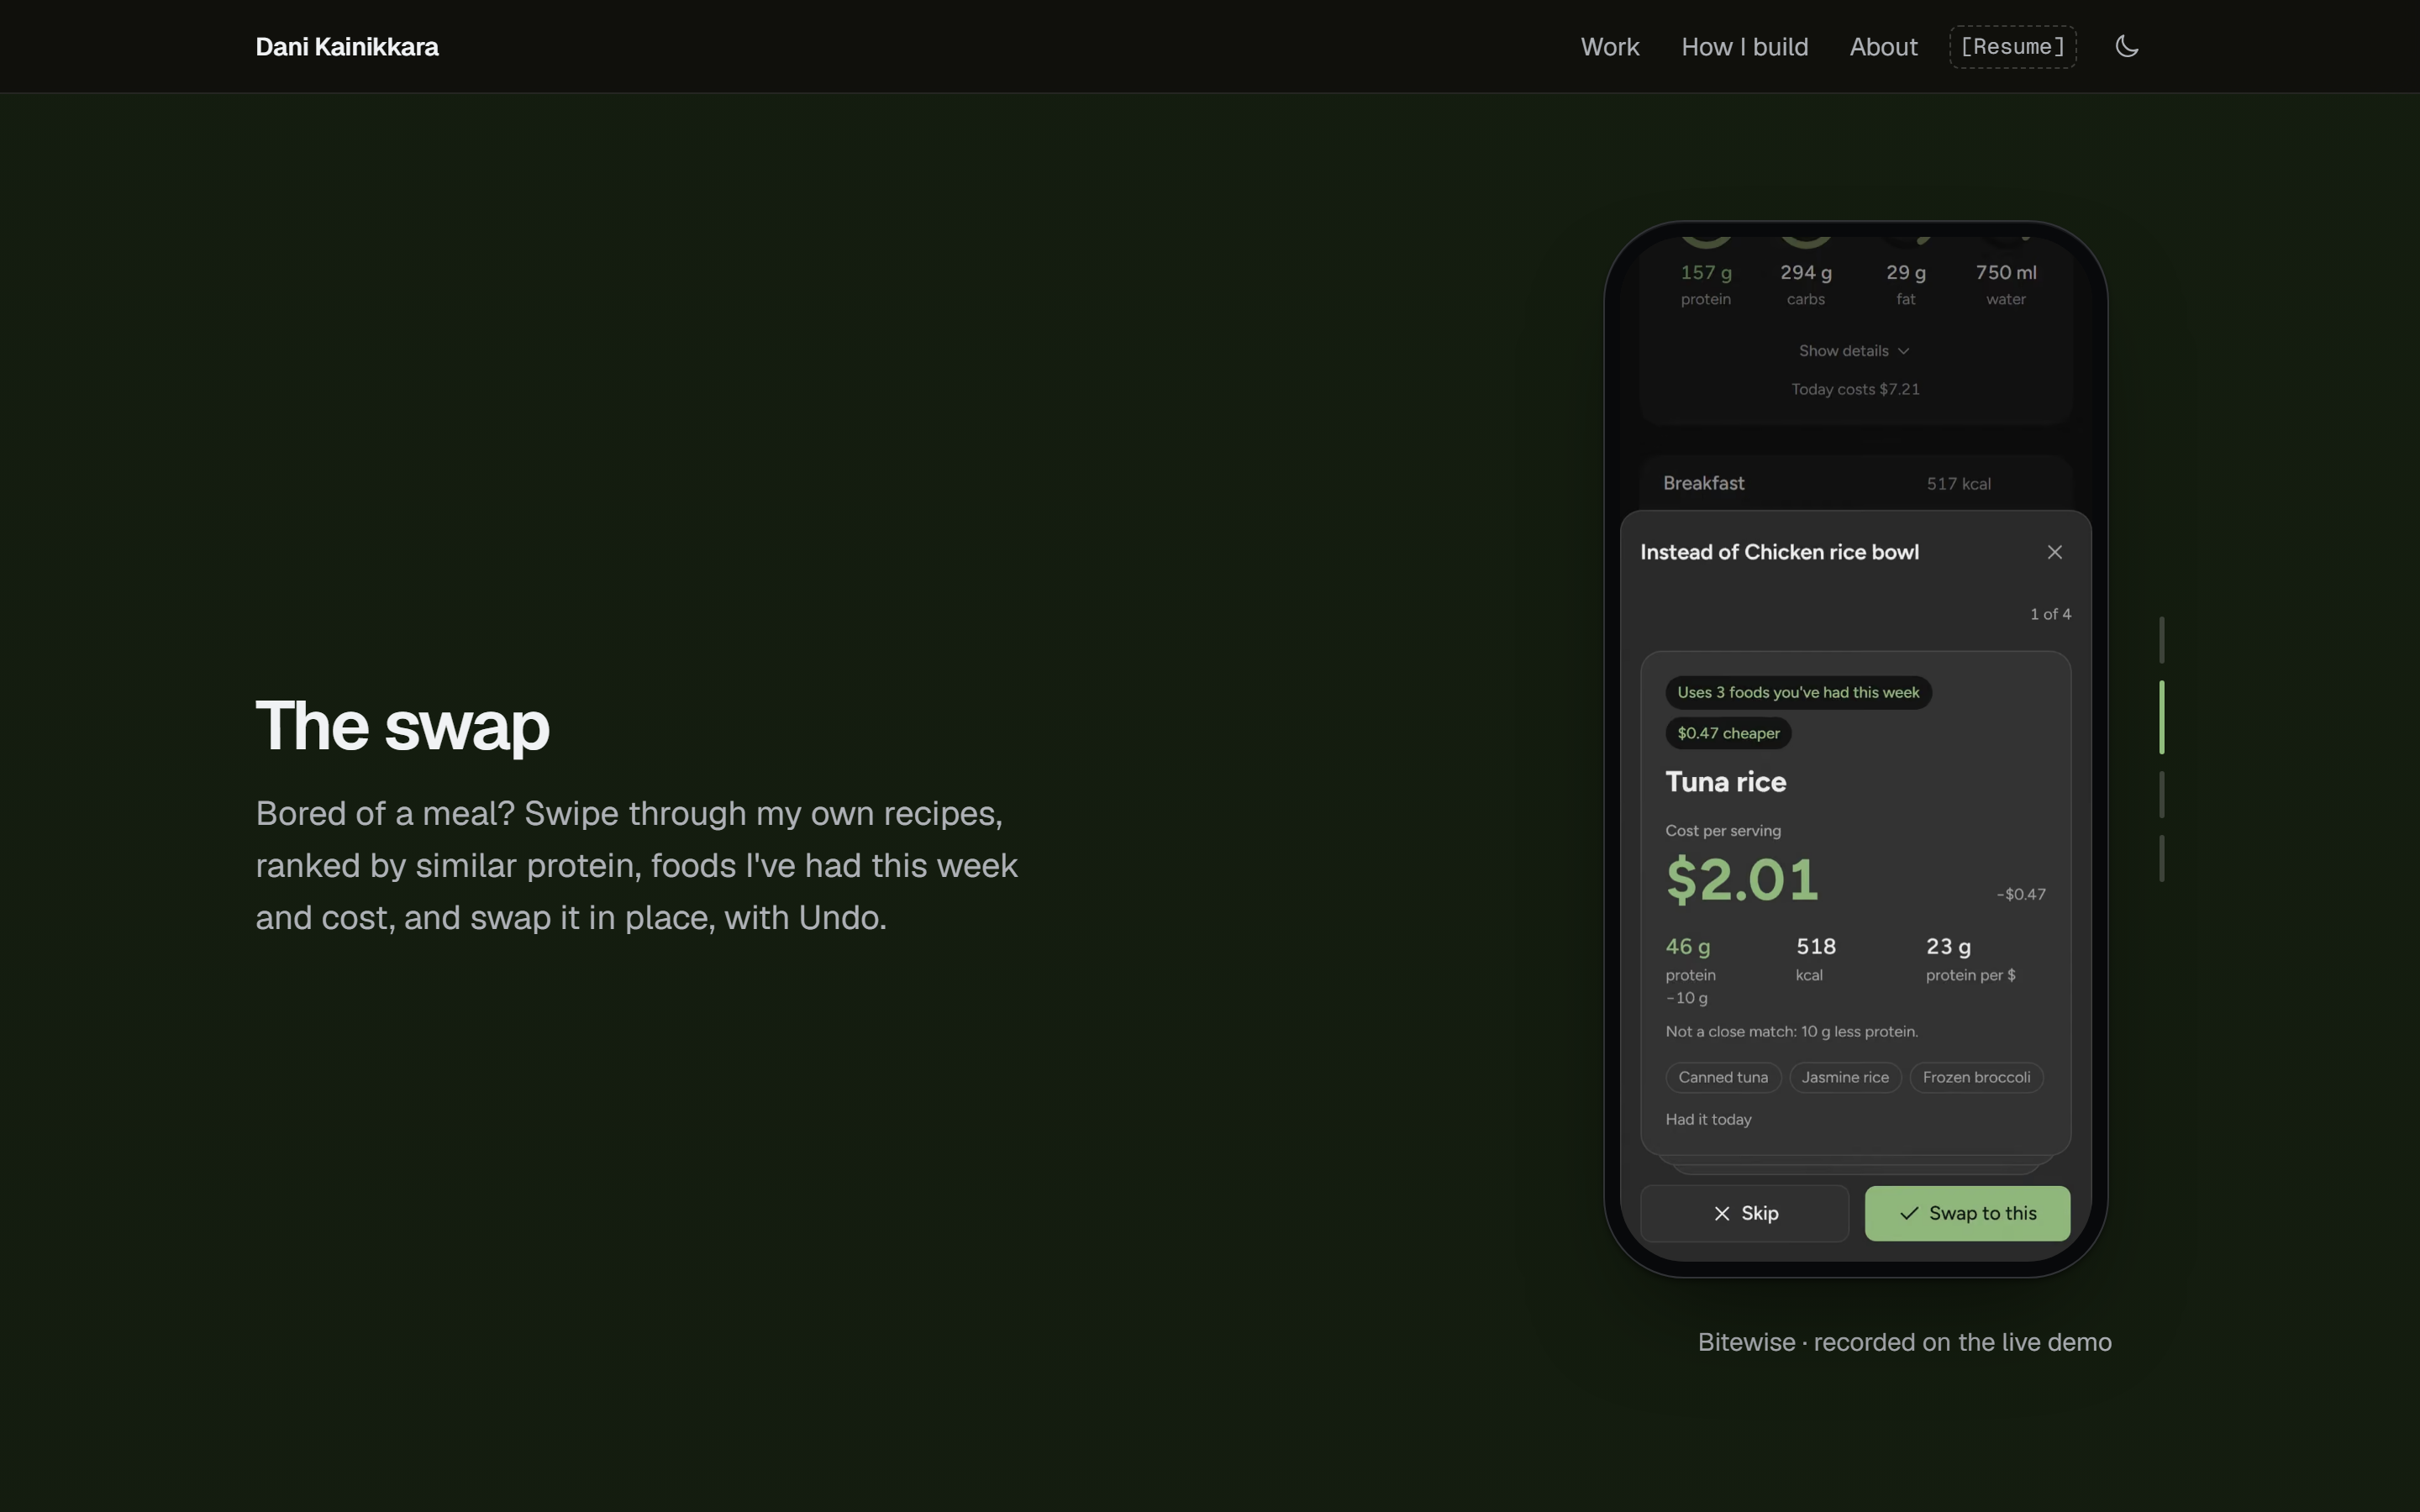 Dani Kainikkara
Work How I build About [Resume]
The swap
Bored of a meal? Swipe through my own recipes,
ranked by similar protein, foods I've had this week
and cost, and swap it in place, with Undo.
157 g 294 g 29 g 750 ml
protein carbs fat water
Show details
Today costs $7.21
Breakfast 517 kcal
Instead of Chicken rice bowl
1 of 4
Uses 3 foods you've had this week
$0.47 cheaper
Tuna rice
Cost per serving
$2.01 −$0.47
46 g 518 23 g
protein kcal protein per $
−10 g
Not a close match: 10 g less protein.
Canned tuna Jasmine rice Frozen broccoli
Had it today
Skip Swap to this
Bitewise · recorded on the live demo